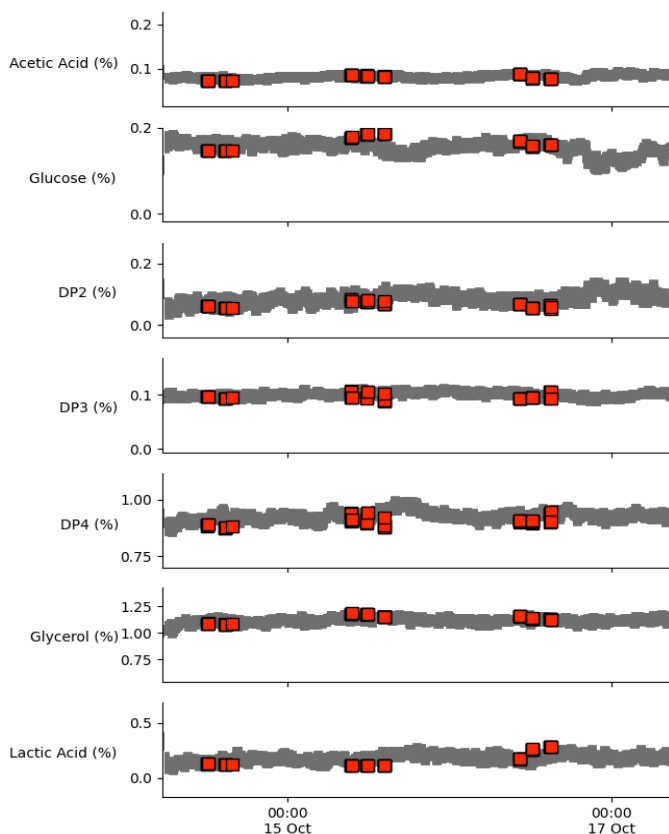 0.2
Acetic Acid (%)
0.1
0.2
Glucose (%)
0.0
0.2
DP2 (%)
0.0
0.1
DP3 (%)
0.0
1.00
DP4 (%)
0.75
1.25
1.00
Glycerol (%)
0.75
0.5
Lactic Acid (%)
0.0
00:00 00:00
15 Oct 17 Oct